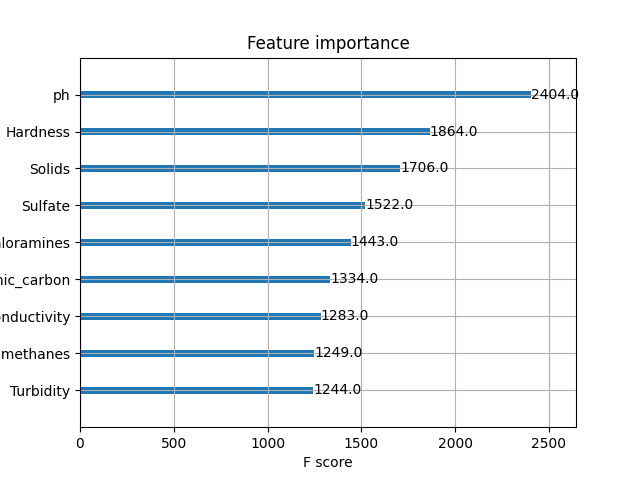 Feature importance
ph 2404.0
Hardness 1864.0
Solids 1706.0
Sulfate 1522.0
loramines 1443.0
nic_carbon 1334.0
onductivity 1283.0
methanes 1249.0
Turbidity 1244.0
0 500 1000 1500 2000 2500
F score